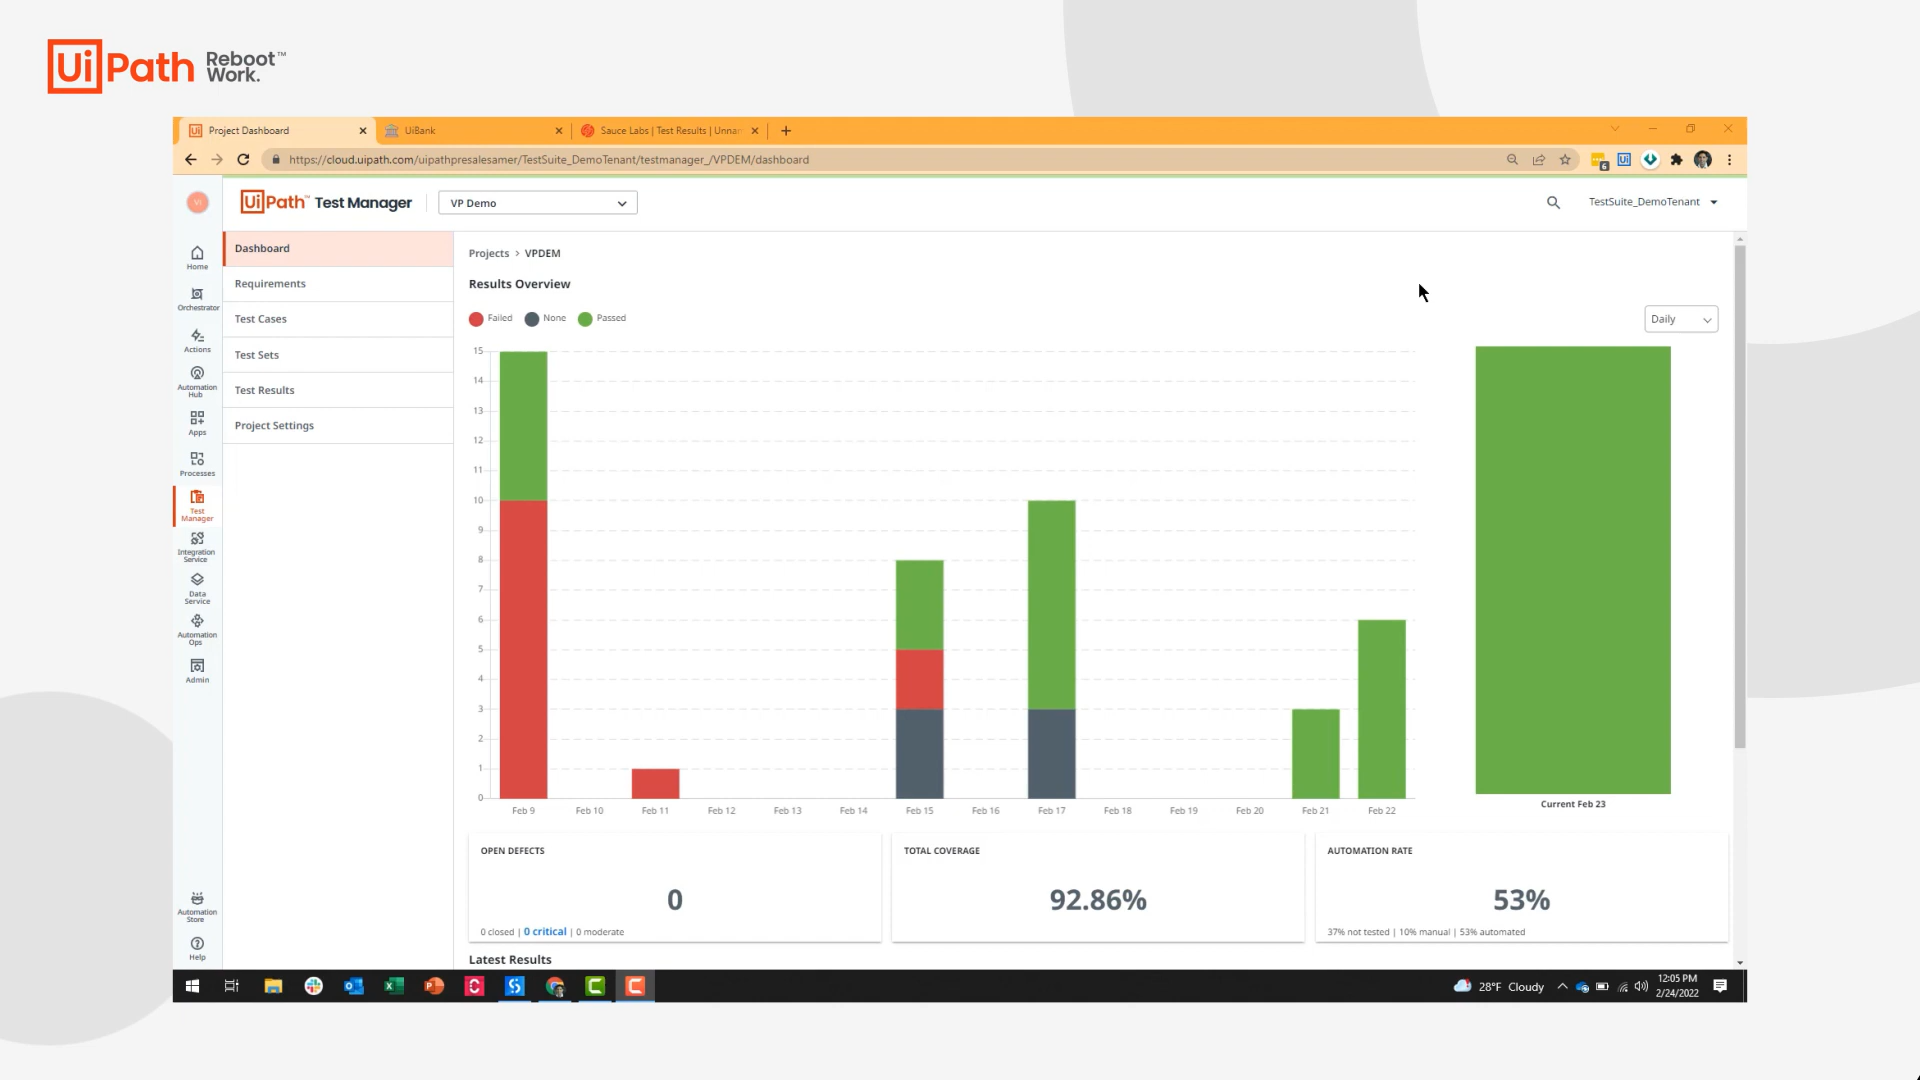 UiPath Reboot™
Work.
Ui Project Dashboard
UiBank
Sauce Labs | Test Results | Unnam
https://cloud.uipath.com/uipathpresalesamer/TestSuite_DemoTenant/testmanager_/VPDEM/dashboard
6
Ui
VI
UiPath™ Test Manager
VP Demo
TestSuite_DemoTenant
Home
Orchestrator
Actions
Automation
Hub
Apps
Processes
Test
Manager
Integration
Service
Data
Service
Automation
Ops
Admin
Automation
Store
Help
Dashboard
Requirements
Test Cases
Test Sets
Test Results
Project Settings
Projects > VPDEM
Results Overview
Failed None Passed
Daily
15
14
13
12
11
10
9
8
7
6
5
4
3
2
1
0
Feb 9 Feb 10 Feb 11 Feb 12 Feb 13 Feb 14 Feb 15 Feb 16 Feb 17 Feb 18 Feb 19 Feb 20 Feb 21 Feb 22
Current Feb 23
OPEN DEFECTS
0
0 closed | 0 critical | 0 moderate
TOTAL COVERAGE
92.86%
AUTOMATION RATE
53%
37% not tested | 10% manual | 53% automated
Latest Results
28°F Cloudy
12:05 PM
2/24/2022